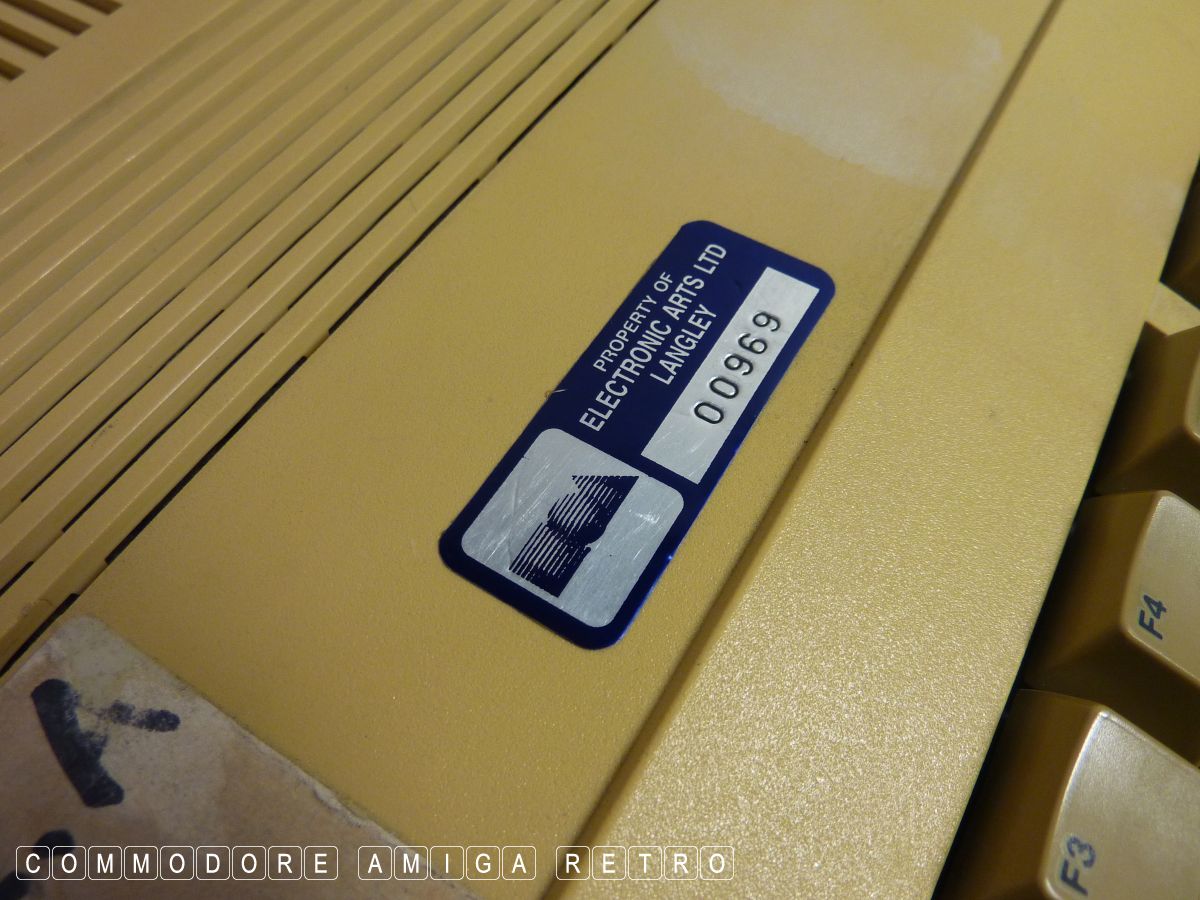 PROPERTY OF
ELECTRONIC ARTS LTD
LANGLEY
00969
F4
F3
COMMODORE AMIGA RETRO